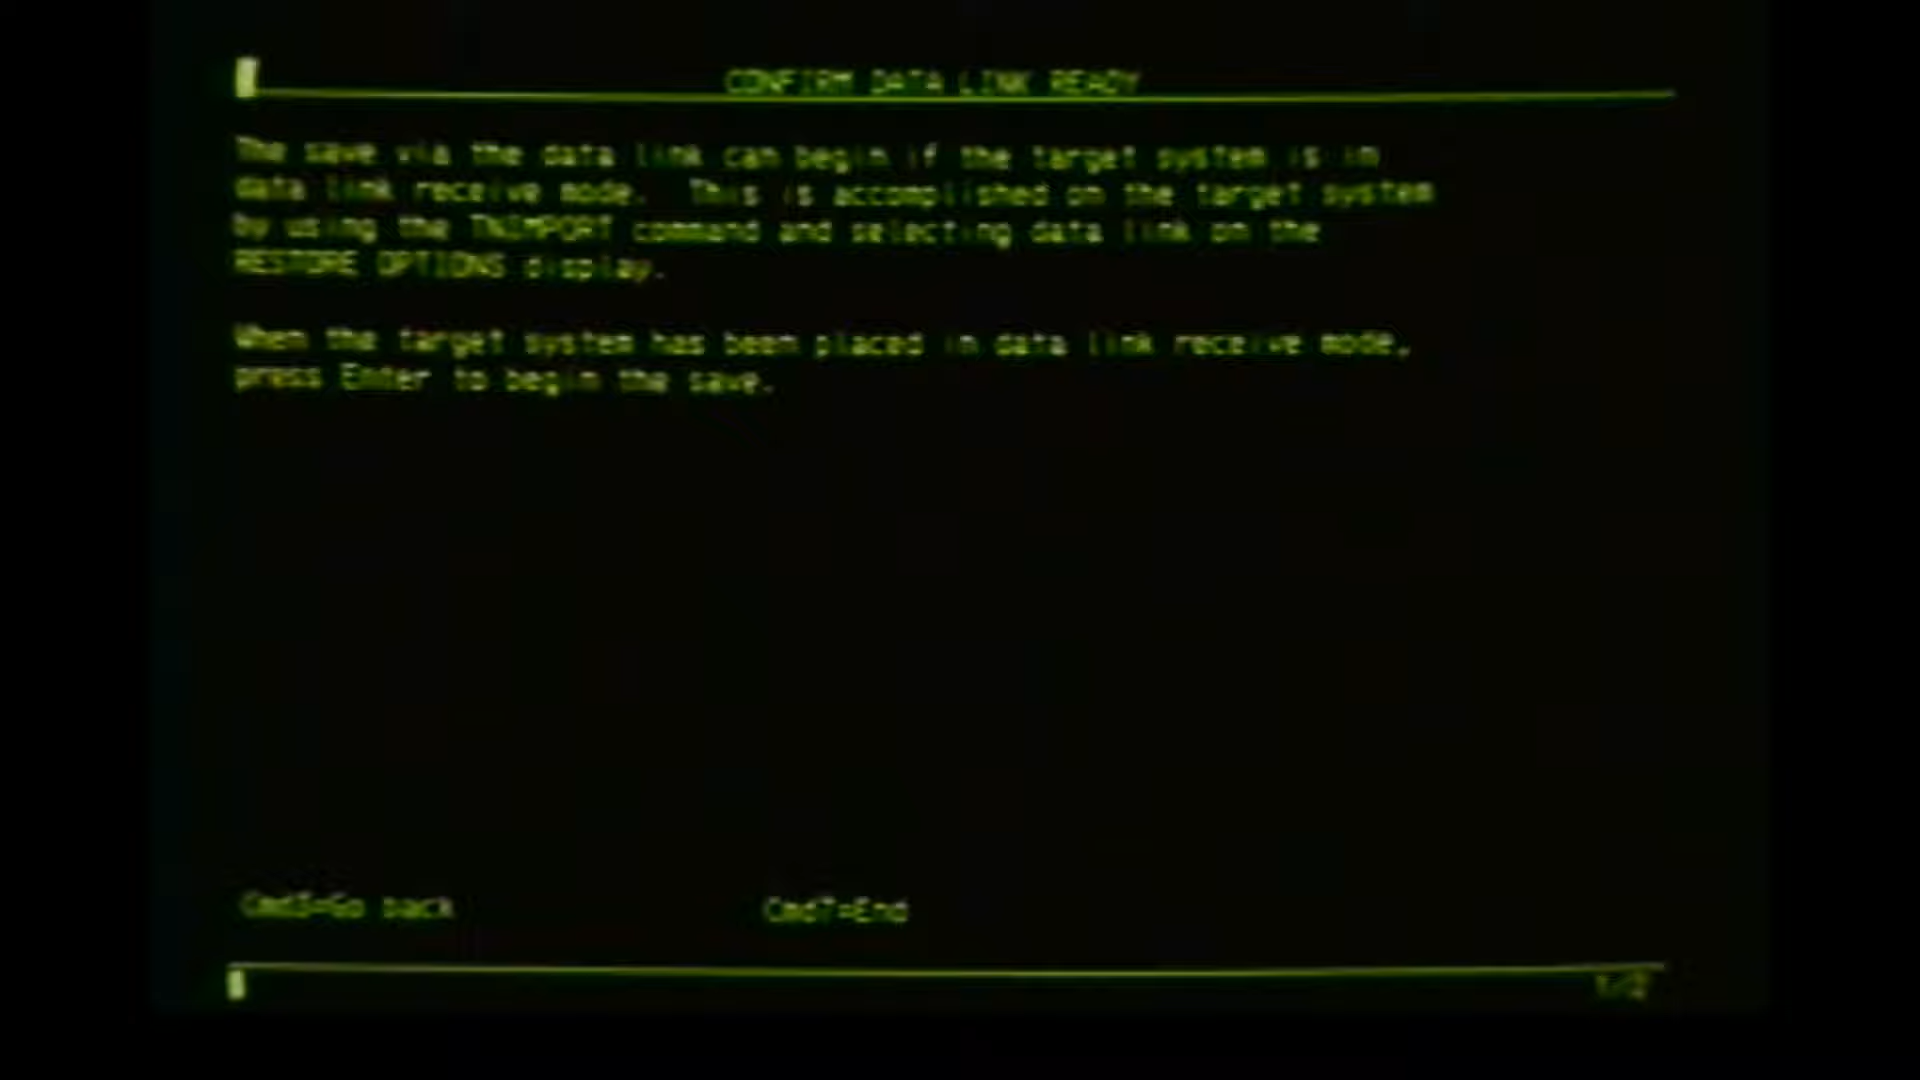 CONFIRM DATA LINK READY
The save via the data link can begin if the target system is in
data link receive mode. This is accomplished on the target system
by using the TNIMPORT command and selecting data link on the
RESTORE OPTIONS display.
When the target system has been placed in data link receive mode,
press Enter to begin the save.
Cmd3=Go back Cmd7=End